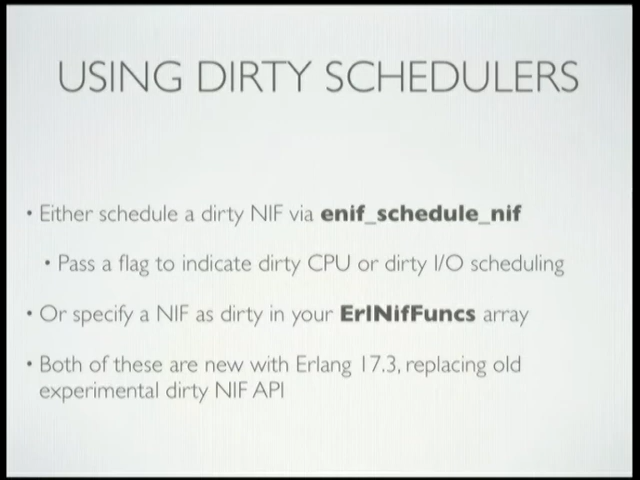 USING DIRTY SCHEDULERS
• Either schedule a dirty NIF via enif_schedule_nif
• Pass a flag to indicate dirty CPU or dirty I/O scheduling
• Or specify a NIF as dirty in your ErlNifFuncs array
• Both of these are new with Erlang 17.3, replacing old
experimental dirty NIF API